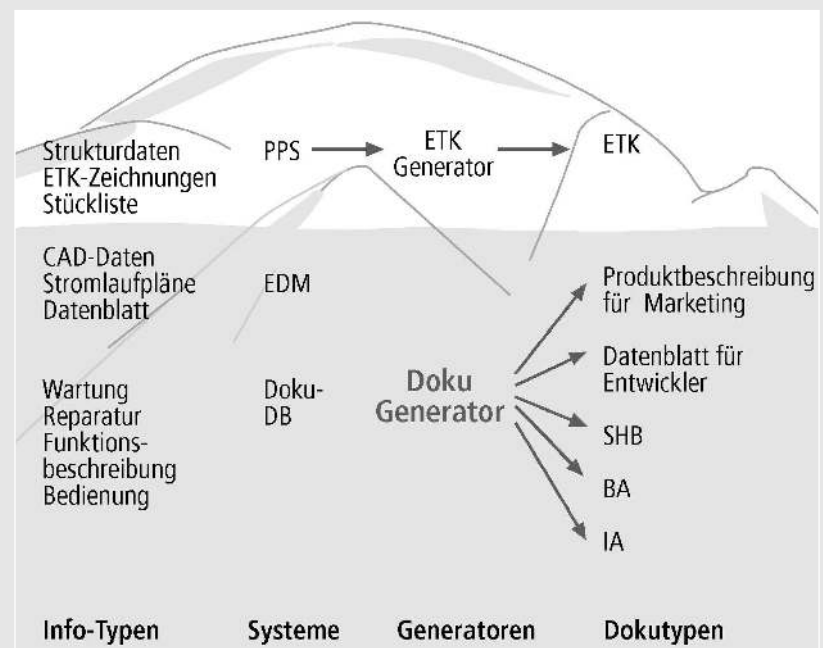 Strukturdaten
ETK-Zeichnungen
Stückliste
PPS
ETK
Generator
ETK
CAD-Daten
Stromlaufpläne
Datenblatt
EDM
Wartung
Reparatur
Funktions-
beschreibung
Bedienung
Doku-
DB
Doku
Generator
Produktbeschreibung
für Marketing
Datenblatt für
Entwickler
SHB
BA
IA
Info-Typen
Systeme
Generatoren
Dokutypen